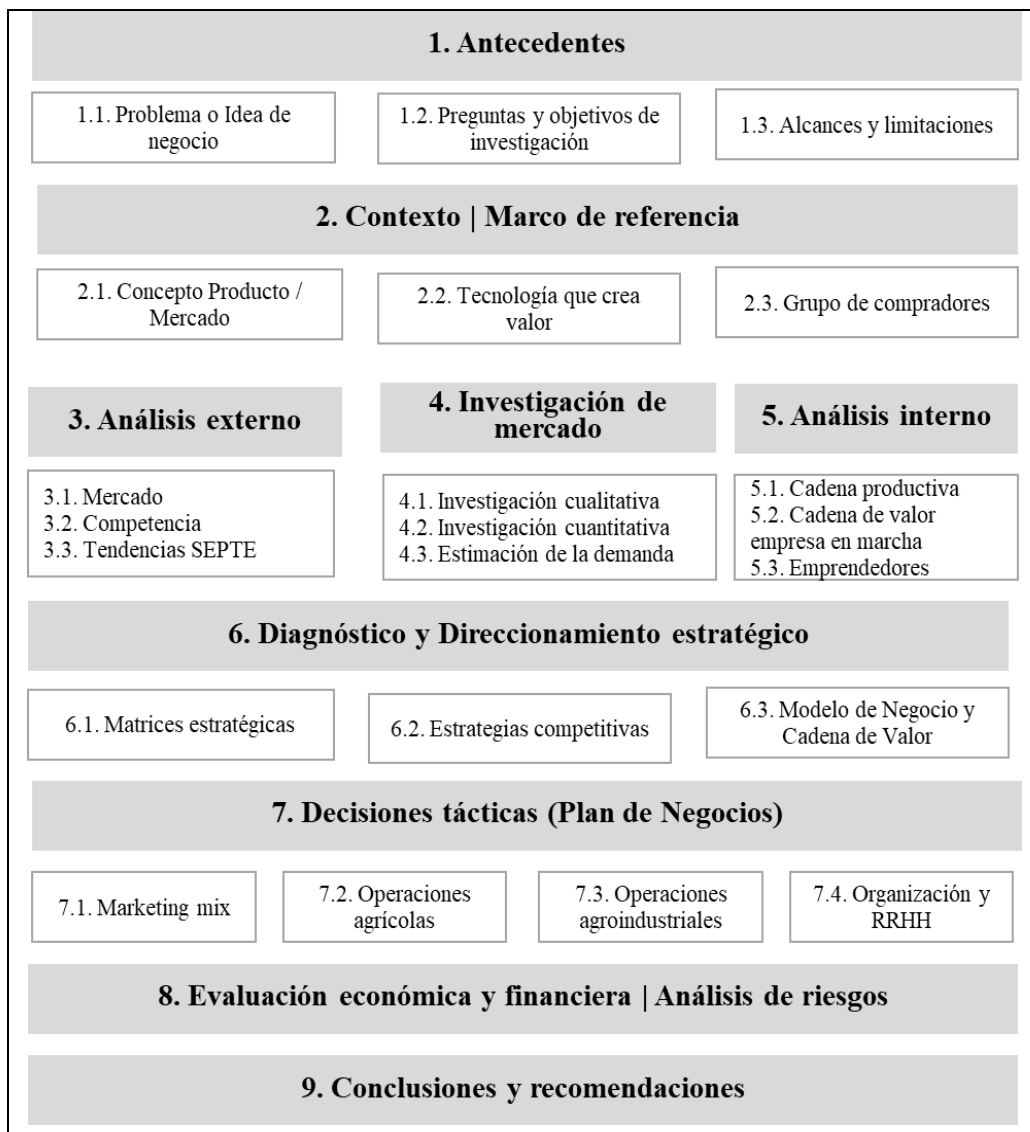 1. Antecedentes
1.1. Problema o Idea de
negocio
1.2. Preguntas y objetivos de
investigación
1.3. Alcances y limitaciones
2. Contexto | Marco de referencia
2.1. Concepto Producto /
Mercado
2.2. Tecnología que crea
valor
2.3. Grupo de compradores
3. Análisis externo
3.1. Mercado
3.2. Competencia
3.3. Tendencias SEPTE
4. Investigación de
mercado
4.1. Investigación cualitativa
4.2. Investigación cuantitativa
4.3. Estimación de la demanda
5. Análisis interno
5.1. Cadena productiva
5.2. Cadena de valor
empresa en marcha
5.3. Emprendedores
6. Diagnóstico y Direccionamiento estratégico
6.1. Matrices estratégicas
6.2. Estrategias competitivas
6.3. Modelo de Negocio y
Cadena de Valor
7. Decisiones tácticas (Plan de Negocios)
7.1. Marketing mix
7.2. Operaciones
agrícolas
7.3. Operaciones
agroindustriales
7.4. Organización y
RRHH
8. Evaluación económica y financiera | Análisis de riesgos
9. Conclusiones y recomendaciones